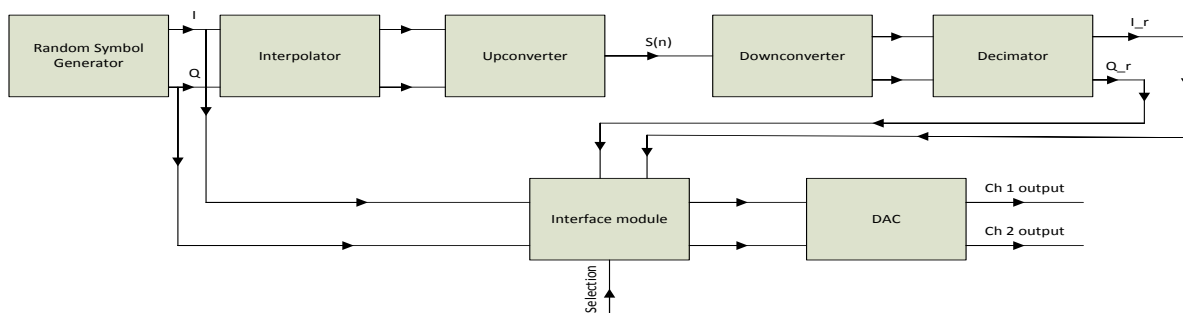 I
Random Symbol
Generator
Q
Interpolator
Upconverter
S(n)
Downconverter
Decimator
I_r
Q_r
Interface module
DAC
Ch 1 output
Ch 2 output
Selection